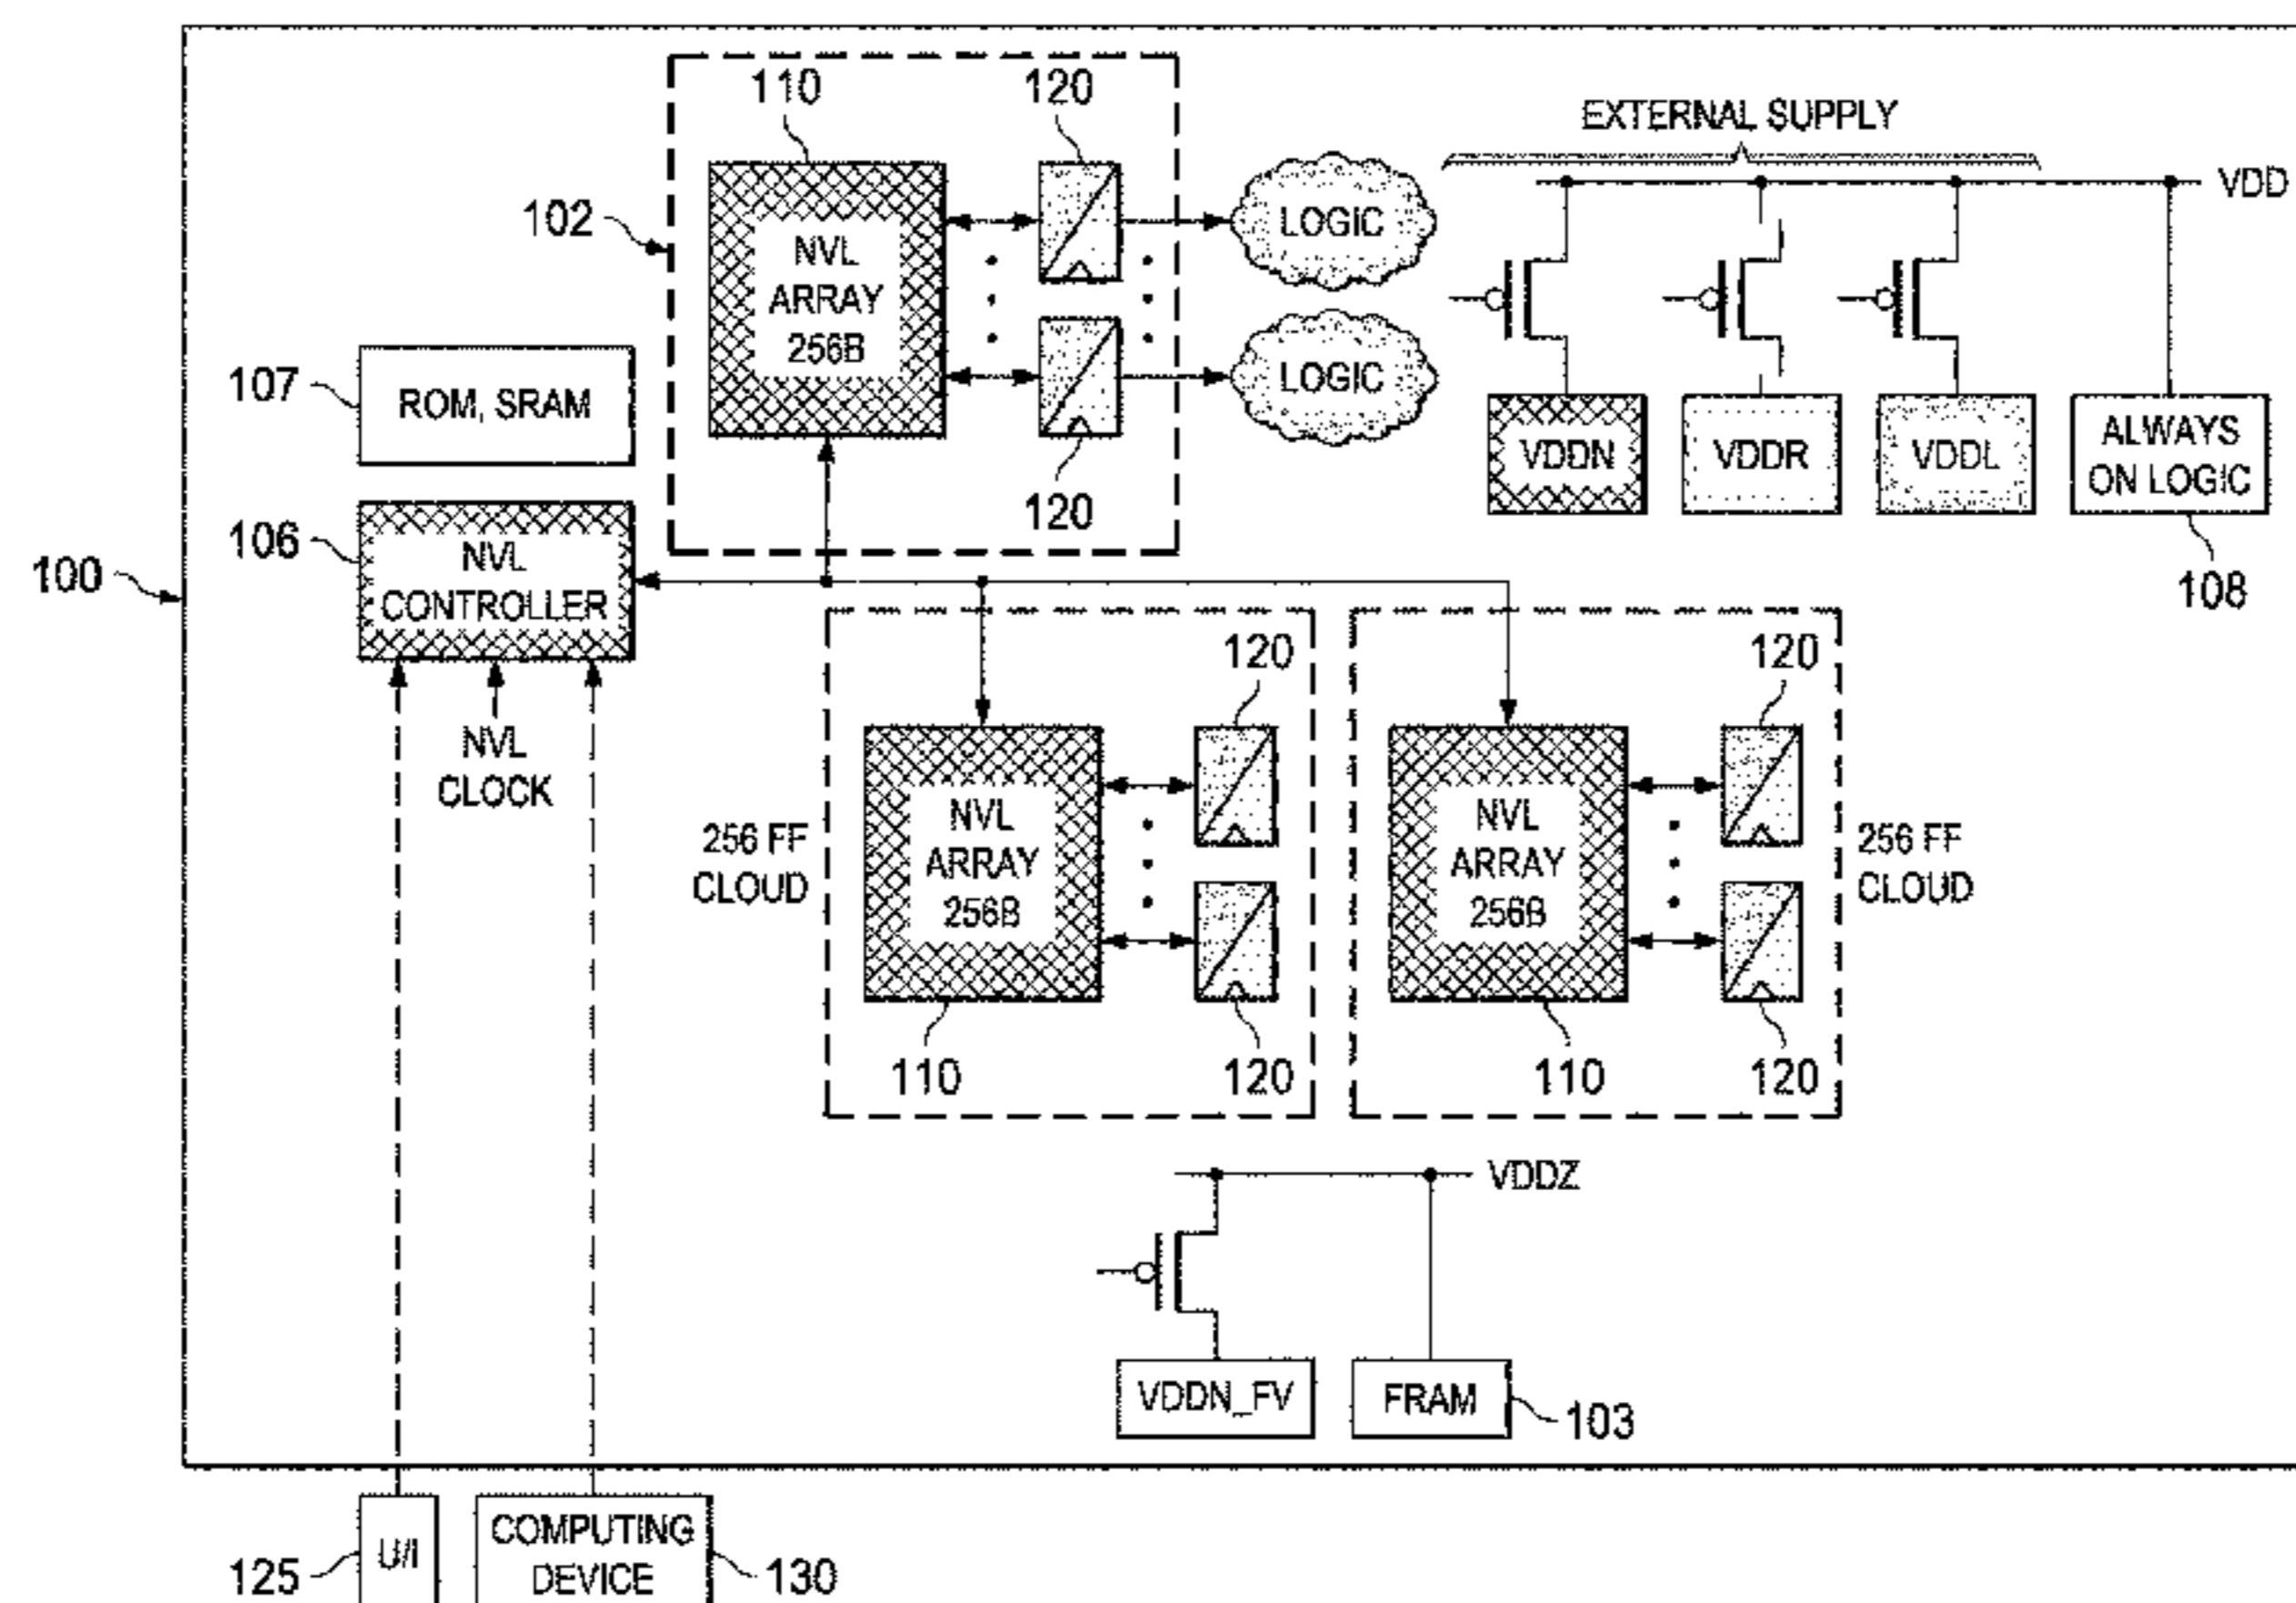 110
120
EXTERNAL SUPPLY
VDD
102
NVL
ARRAY
256B
LOGIC
LOGIC
107
ROM, SRAM
VDDN
VDDR
VDDL
ALWAYS
ON LOGIC
120
106
NVL
CONTROLLER
100
108
120
120
NVL
CLOCK
256 FF
CLOUD
NVL
ARRAY
256B
NVL
ARRAY
256B
256 FF
CLOUD
110
120
110
120
VDDZ
VDDN_FV
FRAM
103
125
U/I
COMPUTING
DEVICE
130